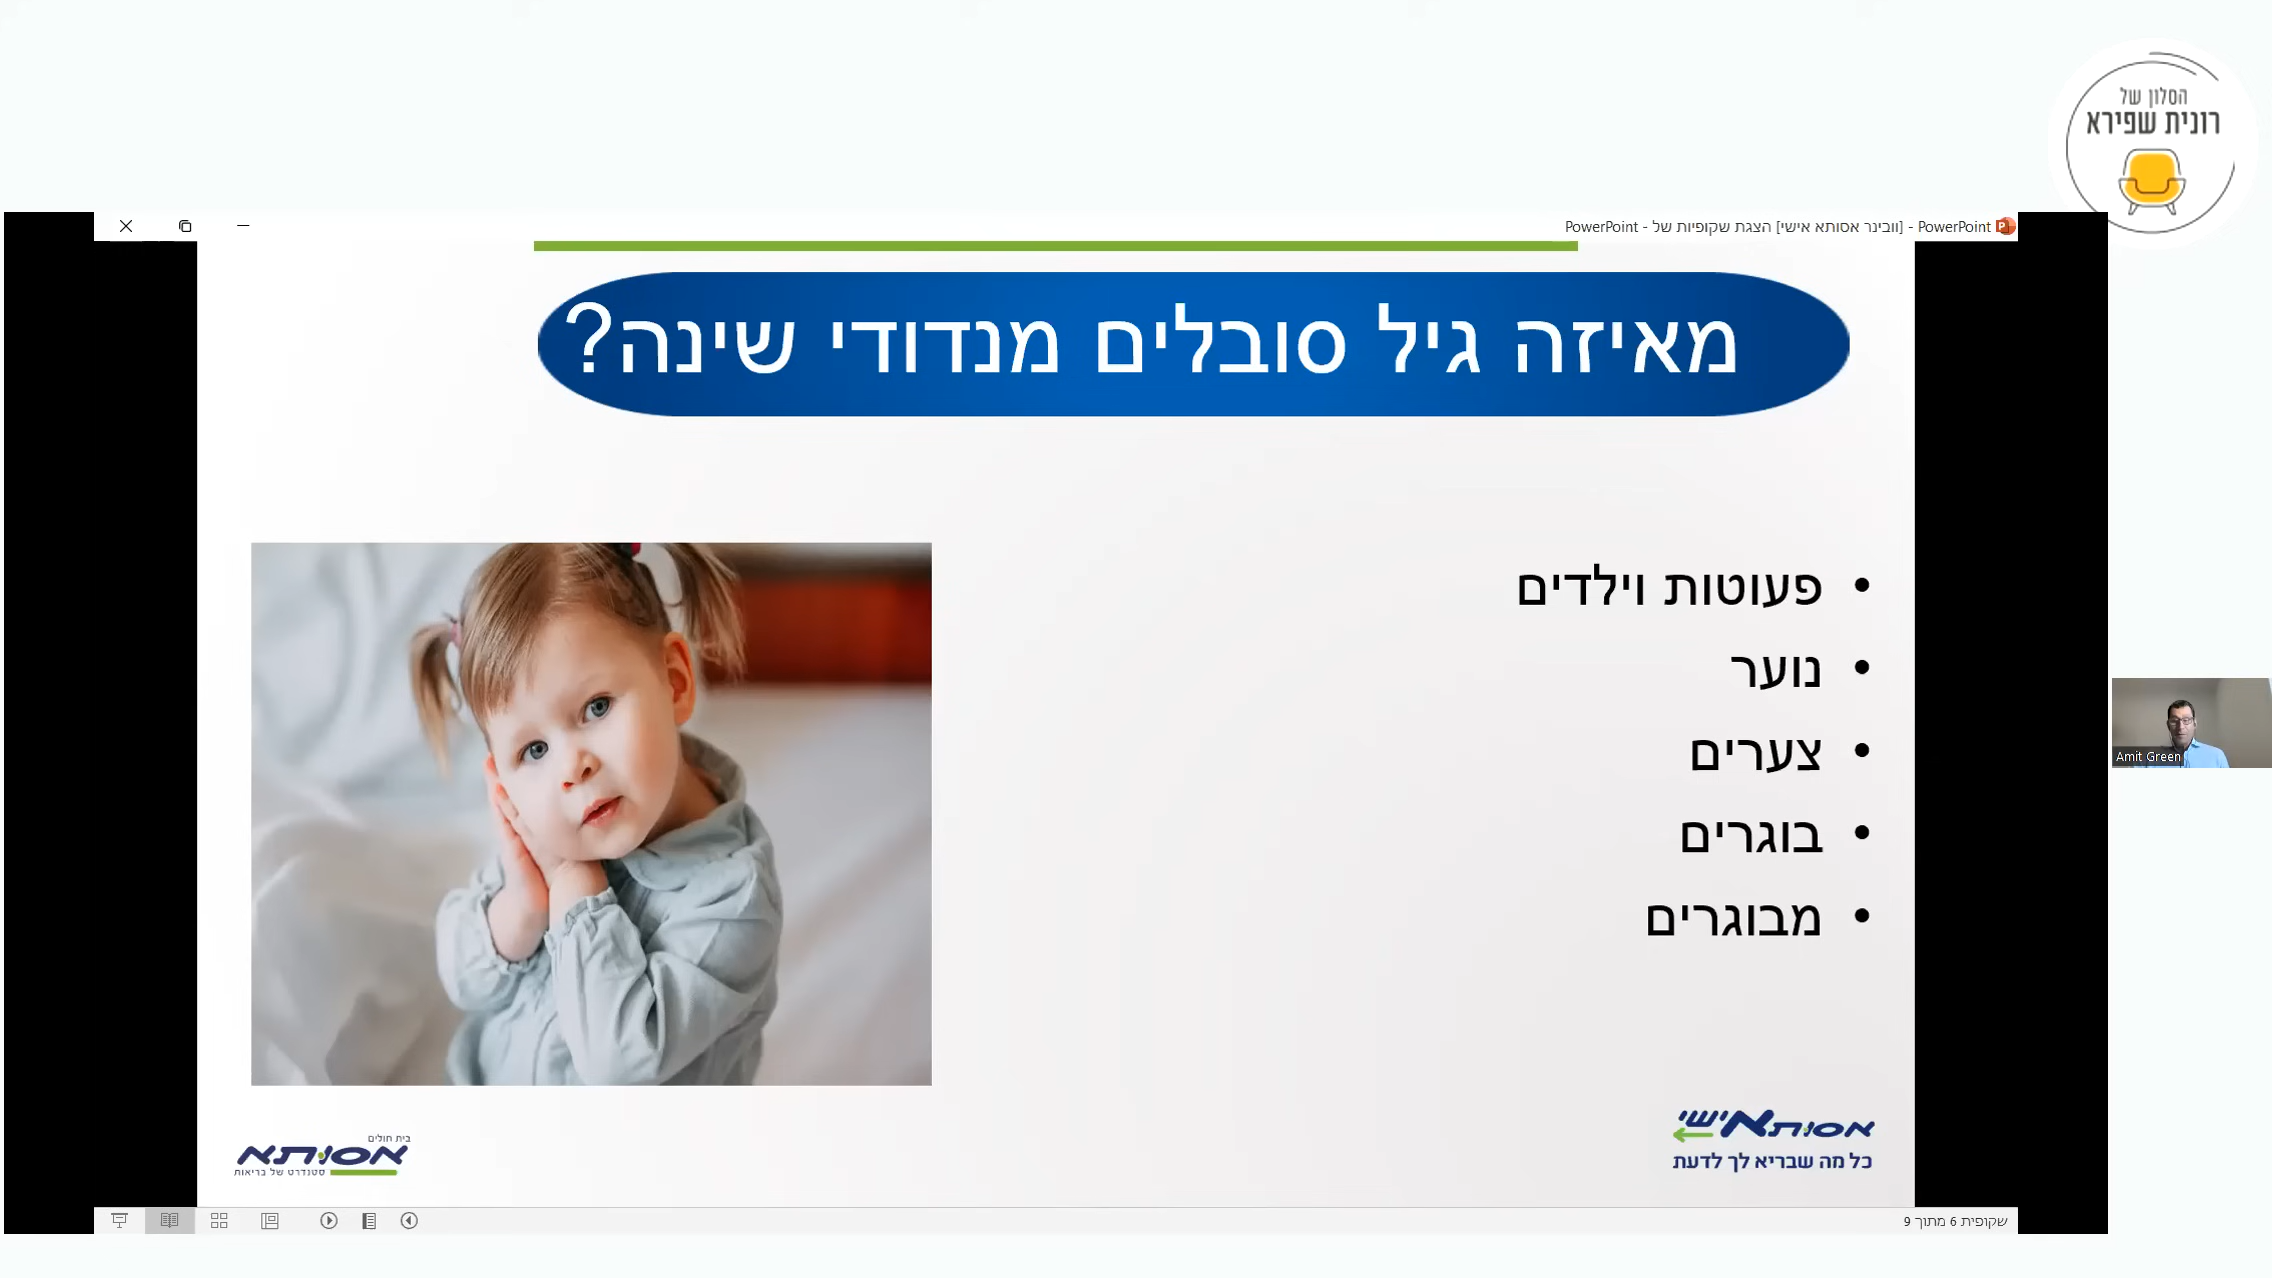 הסלון של
רונית שפירא
PowerPoint - [וובינר אסותא אישי] הצגת שקופיות של - PowerPoint
מאיזה גיל סובלים מנדודי שינה?
• פעוטות וילדים
• נוער
• צערים
• בוגרים
• מבוגרים
Amit Green
אסותא אישי
כל מה שבריא לך לדעת
בית חולים
אסותא
סטנדרט של בריאות
שקופית 6 מתוך 9